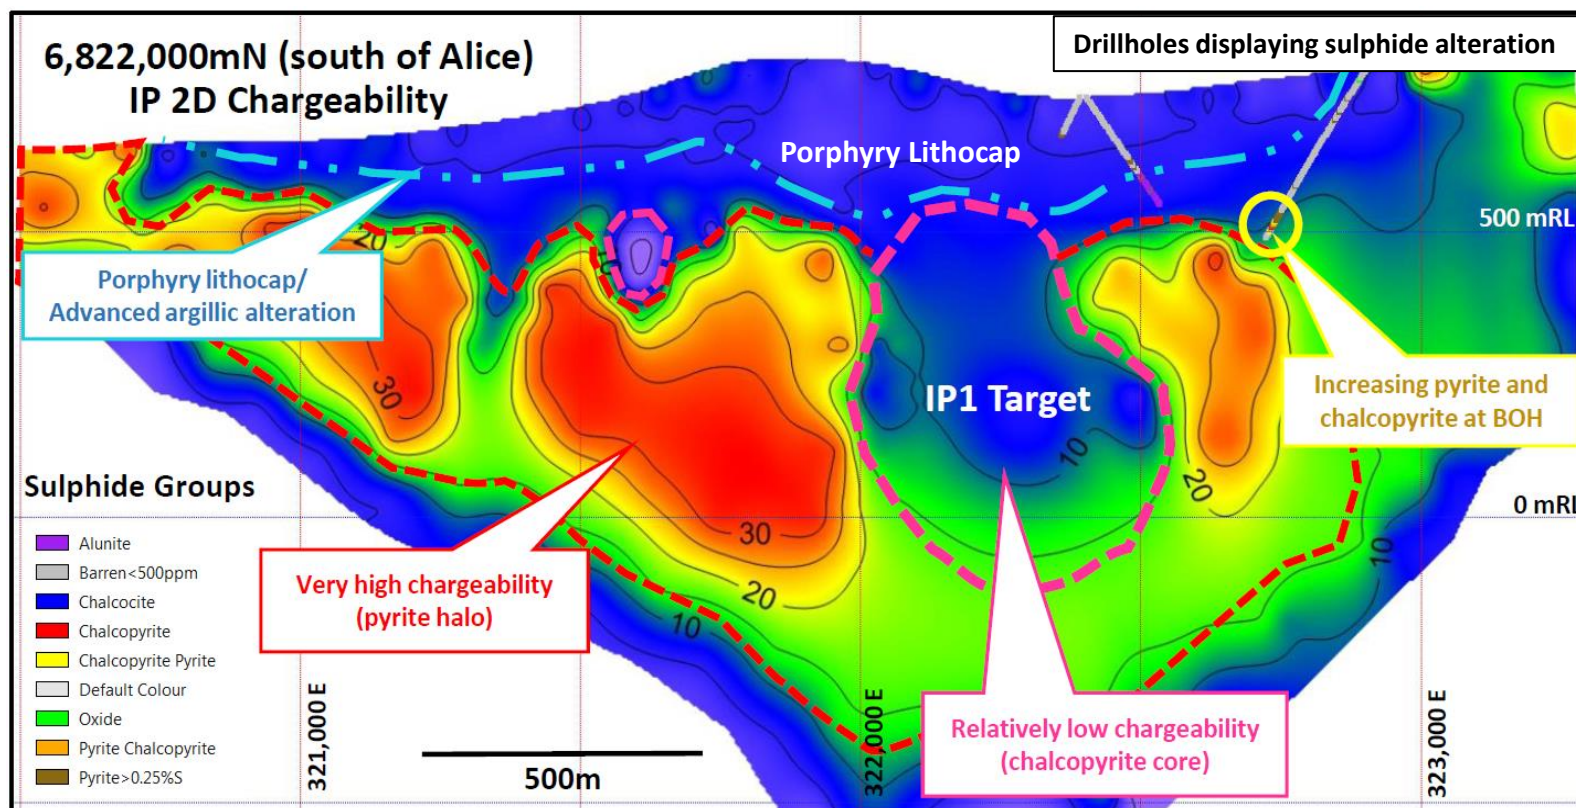 6,822,000mN (south of Alice)
IP 2D Chargeability
Drillholes displaying sulphide alteration
Porphyry Lithocap
500 mRL
20
10
Porphyry lithocap/
Advanced argillic alteration
30
IP1 Target
Increasing pyrite and
chalcopyrite at BOH
10
20
Sulphide Groups
0 mRL
Alunite
Barren<500ppm
Chalcocite
Chalcopyrite
Chalcopyrite Pyrite
Default Colour
Oxide
Pyrite Chalcopyrite
Pyrite>0.25%S
Very high chargeability
(pyrite halo)
30
20
10
10
Relatively low chargeability
(chalcopyrite core)
321,000 E
322,000 E
323,000 E
500m